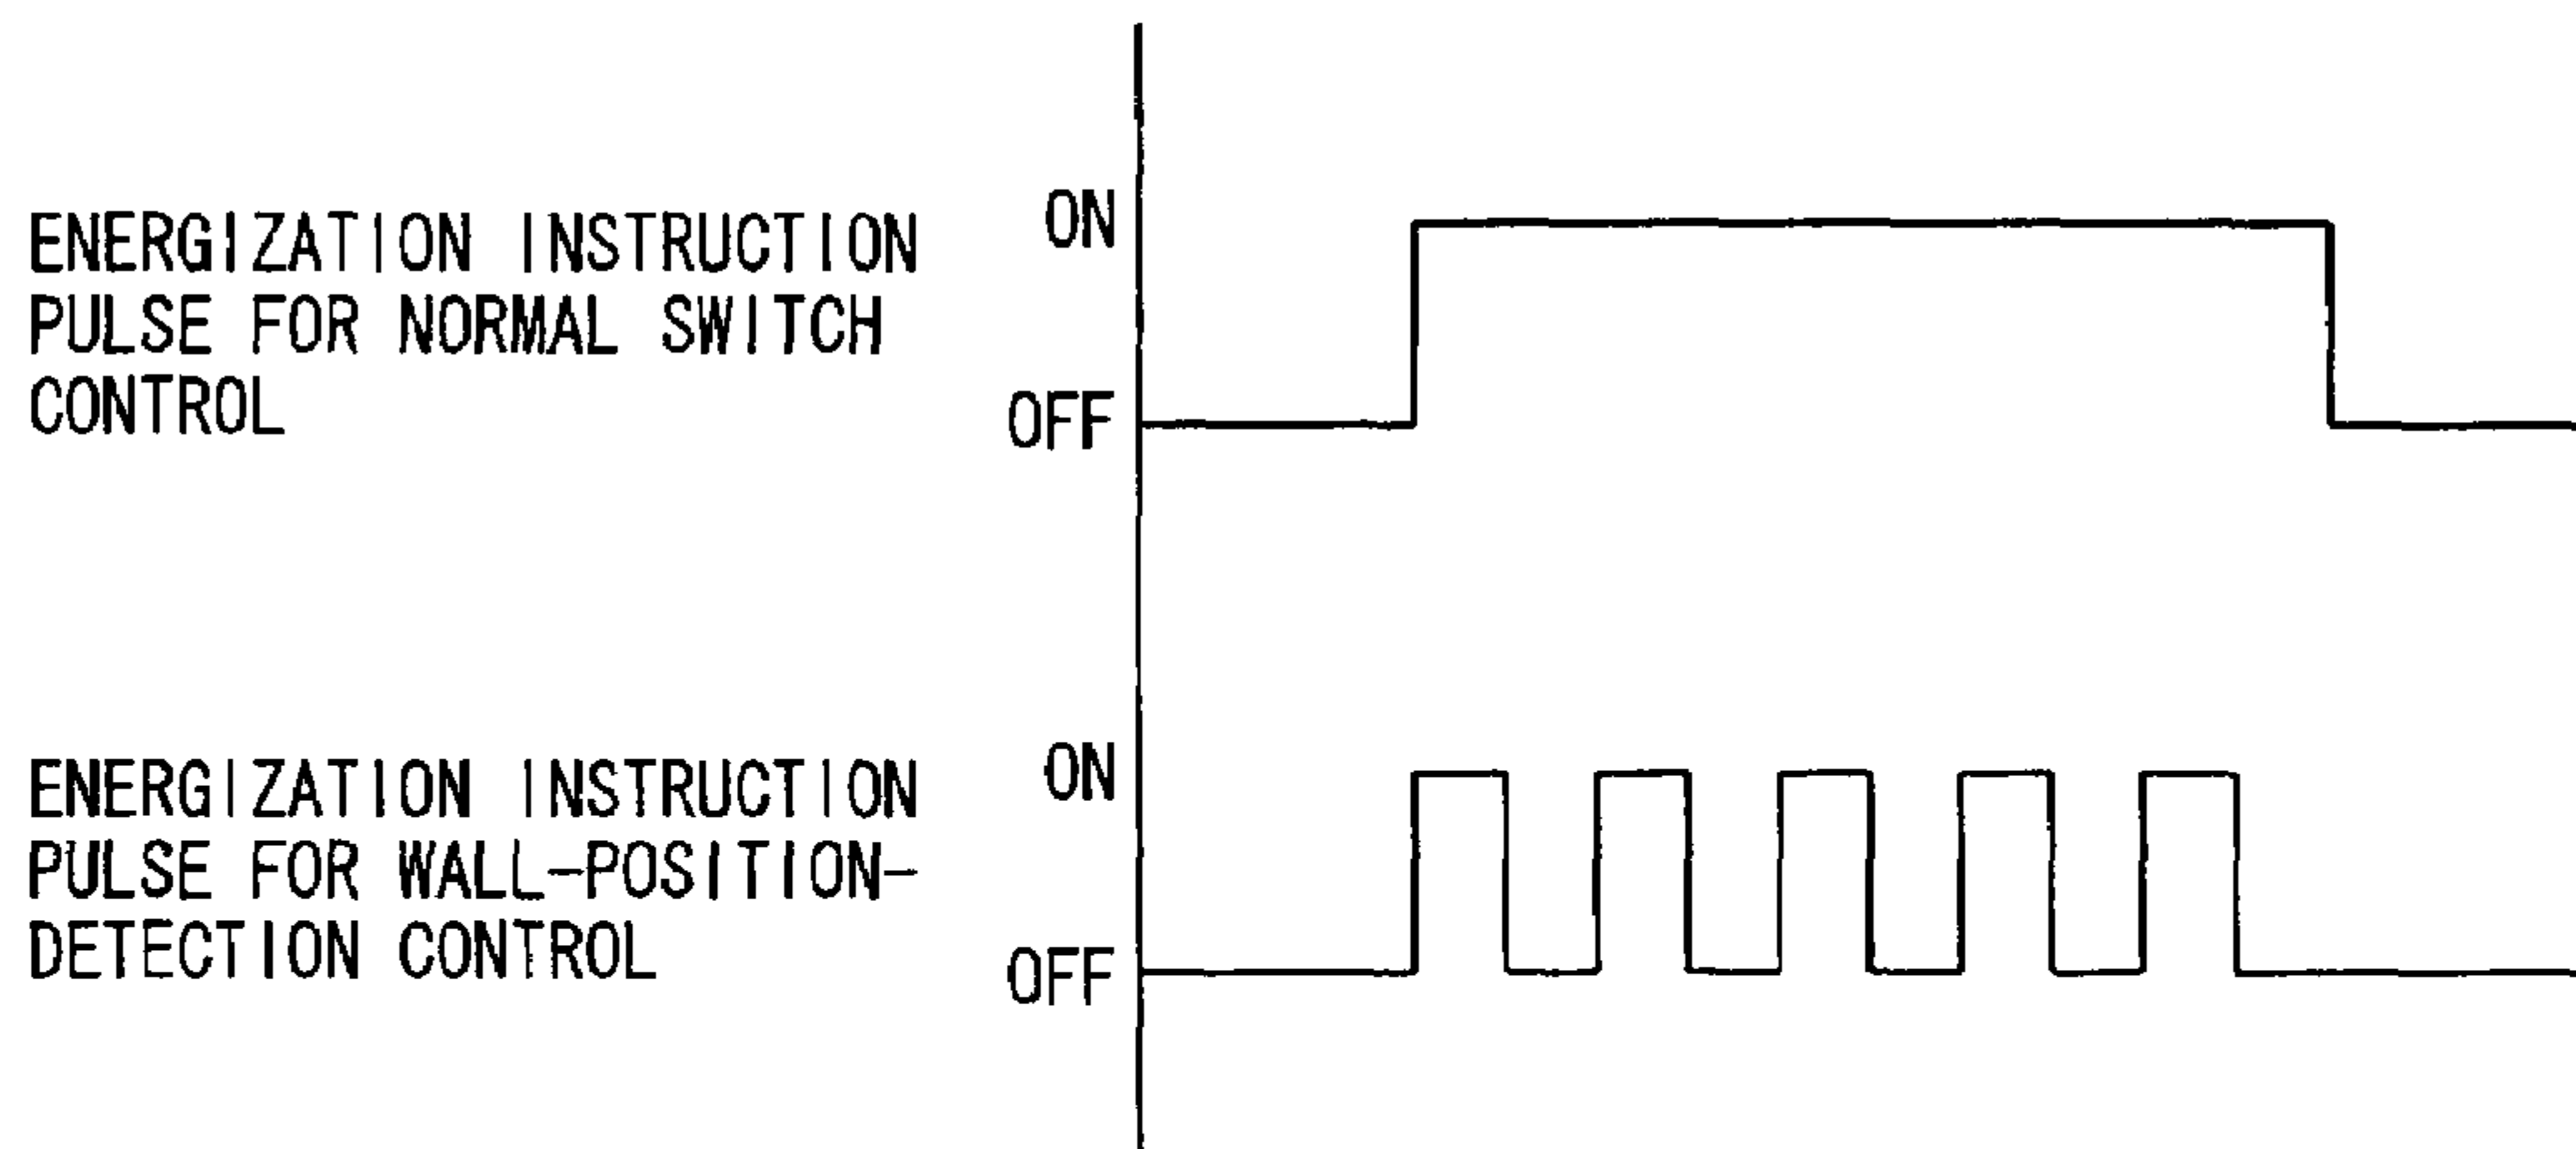 ENERGIZATION INSTRUCTION
PULSE FOR NORMAL SWITCH
CONTROL
ON
OFF
ENERGIZATION INSTRUCTION
PULSE FOR WALL-POSITION-
DETECTION CONTROL
ON
OFF